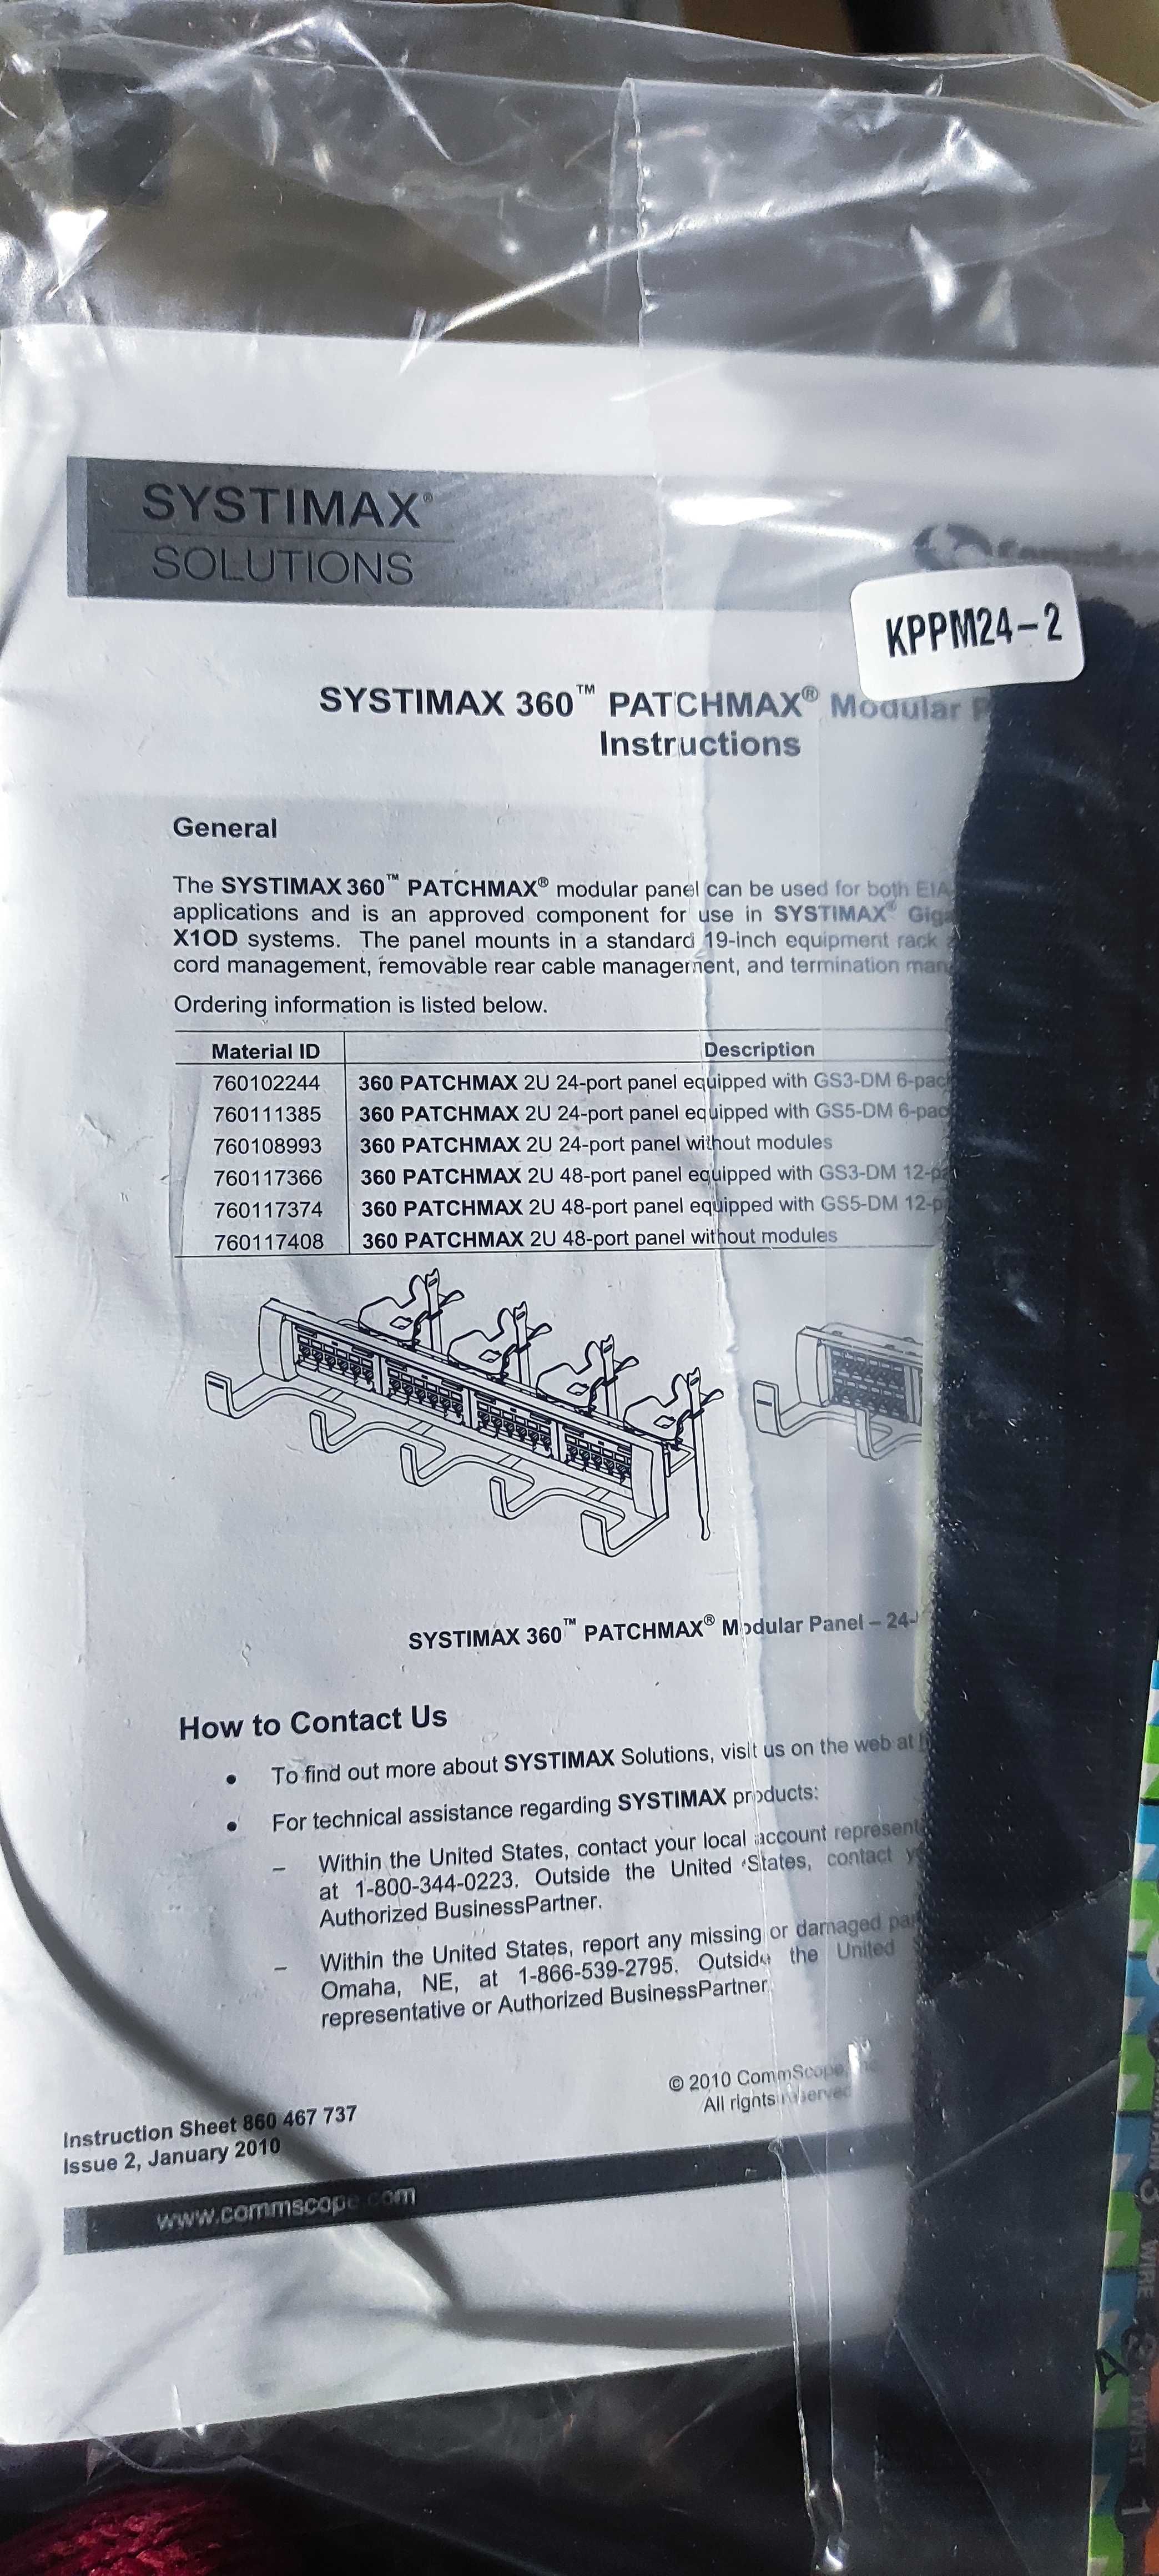 SYSTIMAX®
SOLUTIONS
KPPM24-2
SYSTIMAX 360™ PATCHMAX® Modular
Instructions
General
The SYSTIMAX 360™ PATCHMAX® modular panel can be used for both EIA
applications and is an approved component for use in SYSTIMAX®
X1OD systems. The panel mounts in a standard 19-inch equipment rack
cord management, removable rear cable management, and termination
Ordering information is listed below.
Material ID Description
760102244 360 PATCHMAX 2U 24-port panel equipped with GS3-DM
760111385 360 PATCHMAX 2U 24-port panel equipped with GS5-DM
760108993 360 PATCHMAX 2U 24-port panel without modules
760117366 360 PATCHMAX 2U 48-port panel equipped with GS3-DM
760117374 360 PATCHMAX 2U 48-port panel equipped with GS5-DM
760117408 360 PATCHMAX 2U 48-port panel without modules
SYSTIMAX 360™ PATCHMAX® Modular Panel – 24-
How to Contact Us
• To find out more about SYSTIMAX Solutions, visit us on the web at
• For technical assistance regarding SYSTIMAX products:
– Within the United States, contact your local account
at 1-800-344-0223. Outside the United States, contact
Authorized BusinessPartner.
– Within the United States, report any missing or damaged
Omaha, NE, at 1-866-539-2795. Outside the United
representative or Authorized BusinessPartner.
© 2010 CommScope,
All rights reserved
Instruction Sheet 860 467 737
Issue 2, January 2010
www.commscope.com
3 WIRE
TWIST 1